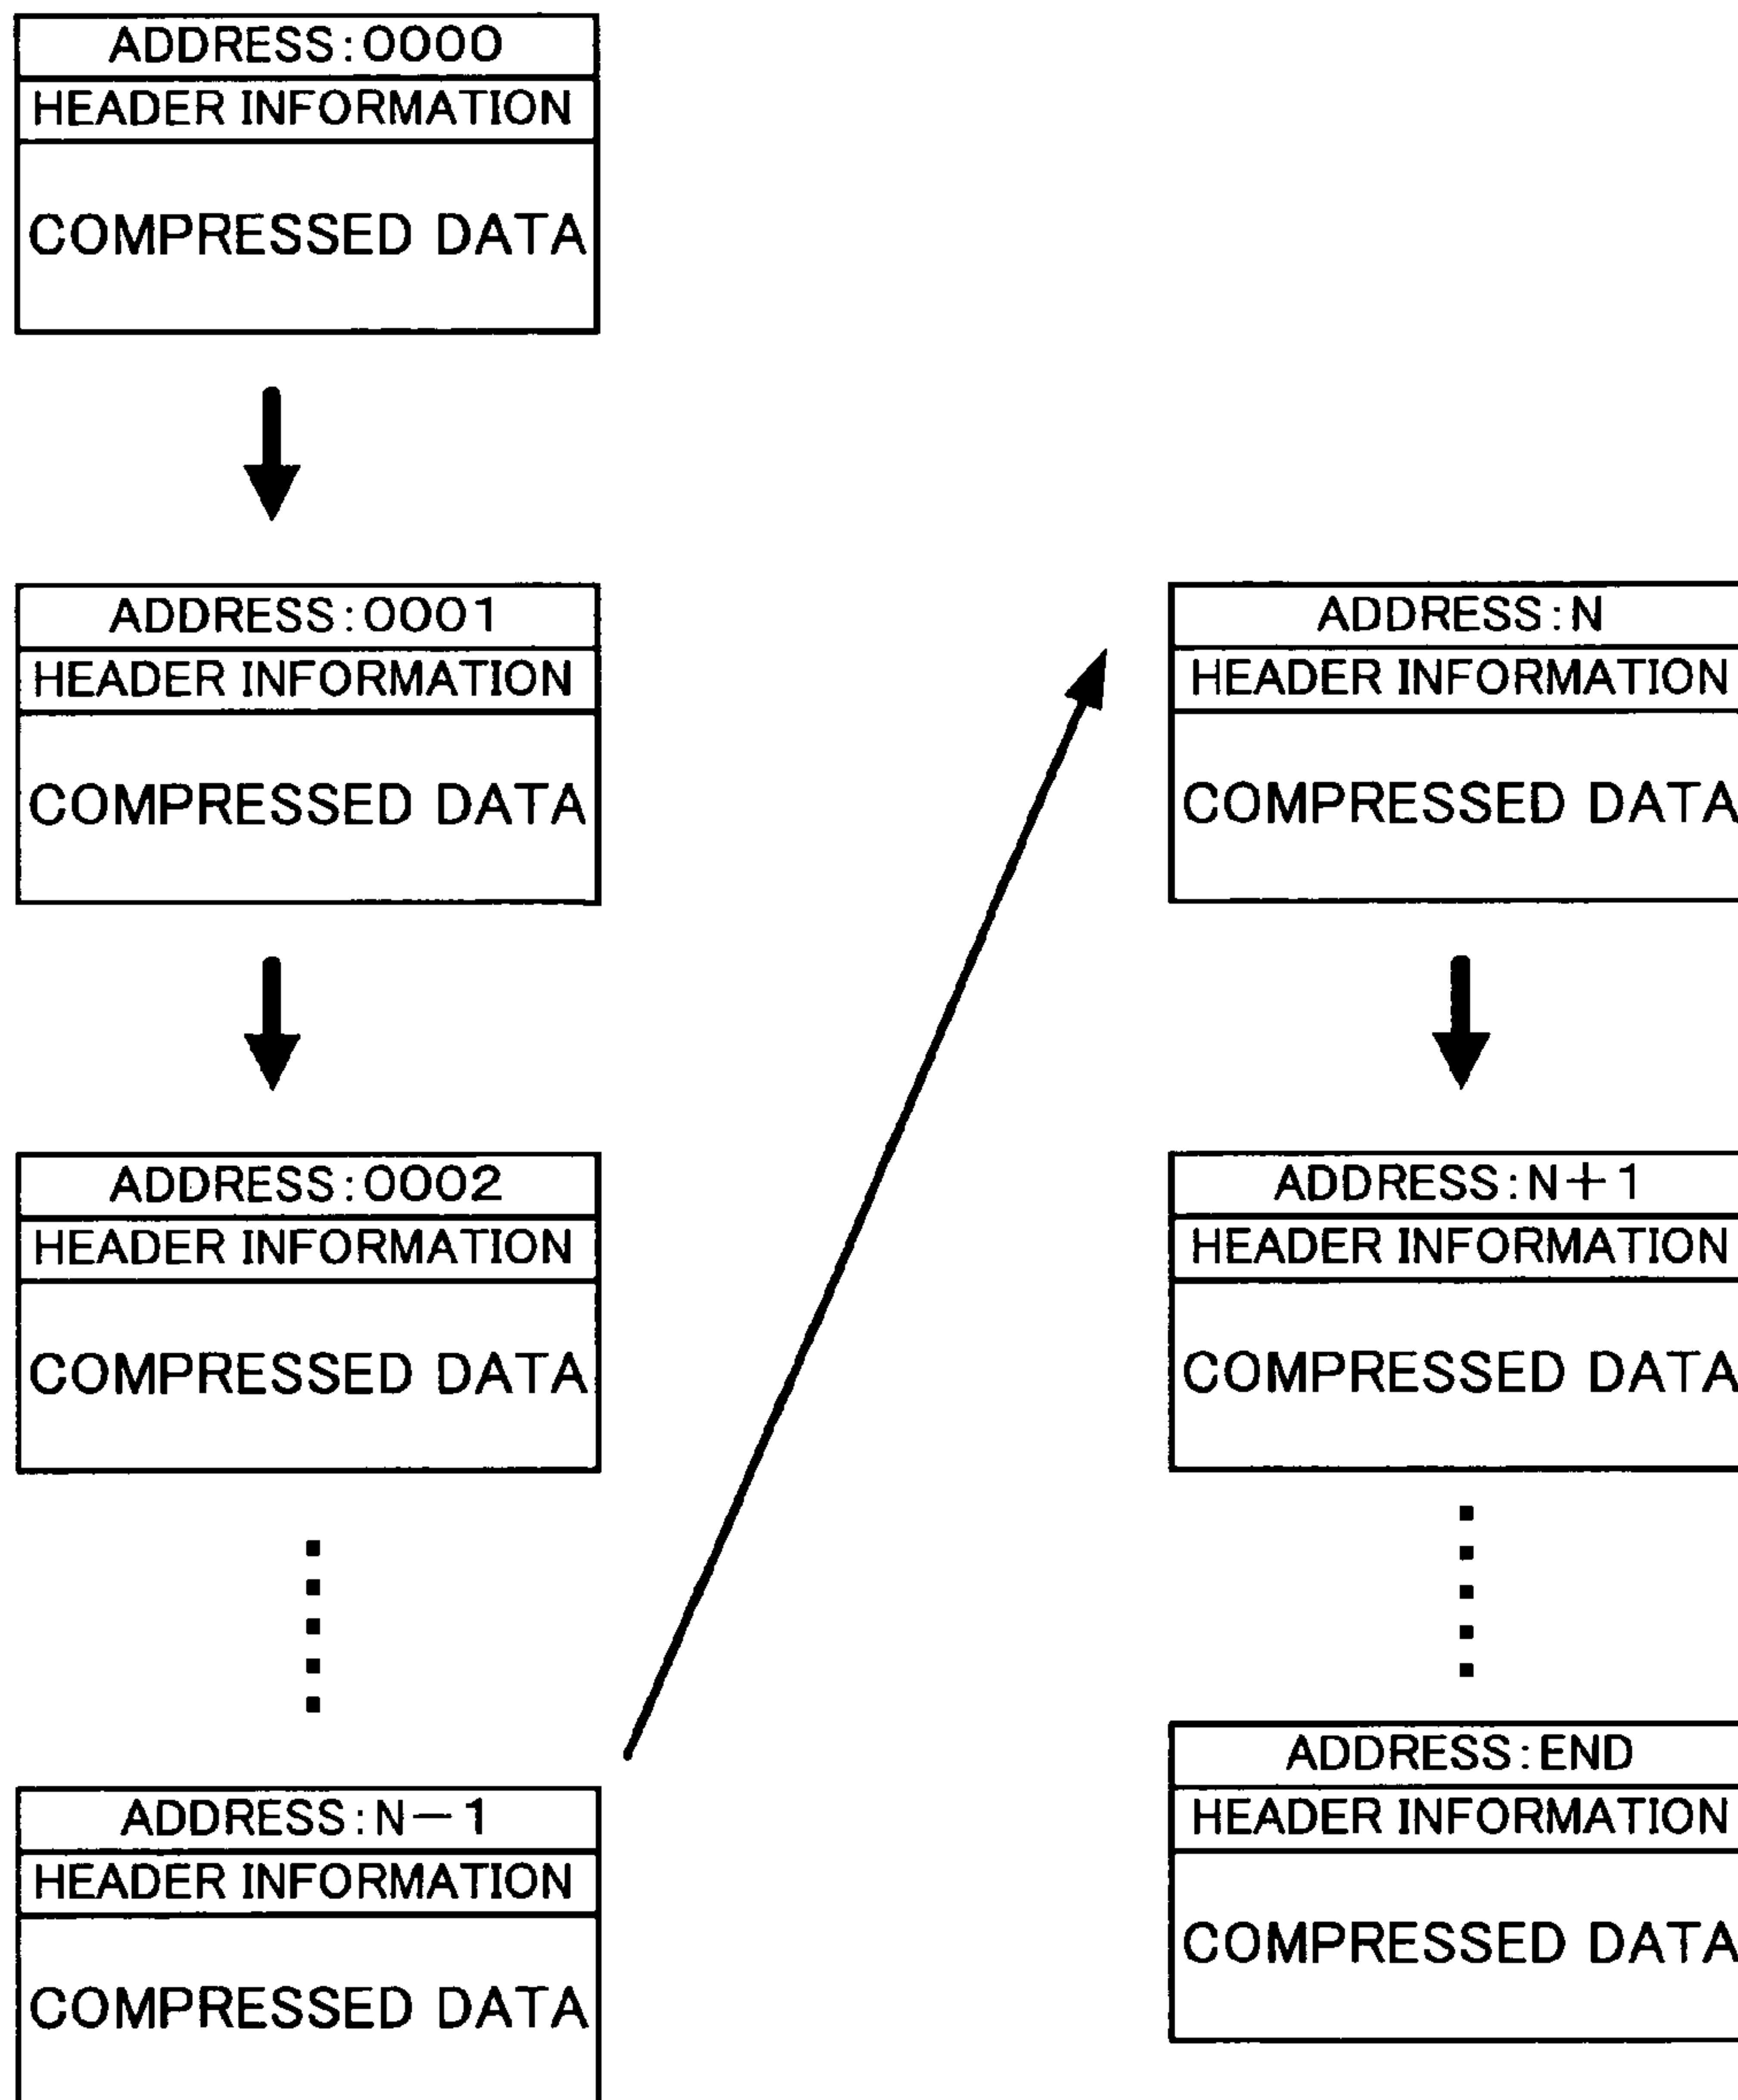 ADDRESS:0000
HEADER INFORMATION
COMPRESSED DATA
ADDRESS:0001
HEADER INFORMATION
COMPRESSED DATA
ADDRESS:0002
HEADER INFORMATION
COMPRESSED DATA
ADDRESS:N-1
HEADER INFORMATION
COMPRESSED DATA
ADDRESS:N
HEADER INFORMATION
COMPRESSED DATA
ADDRESS:N+1
HEADER INFORMATION
COMPRESSED DATA
ADDRESS:END
HEADER INFORMATION
COMPRESSED DATA